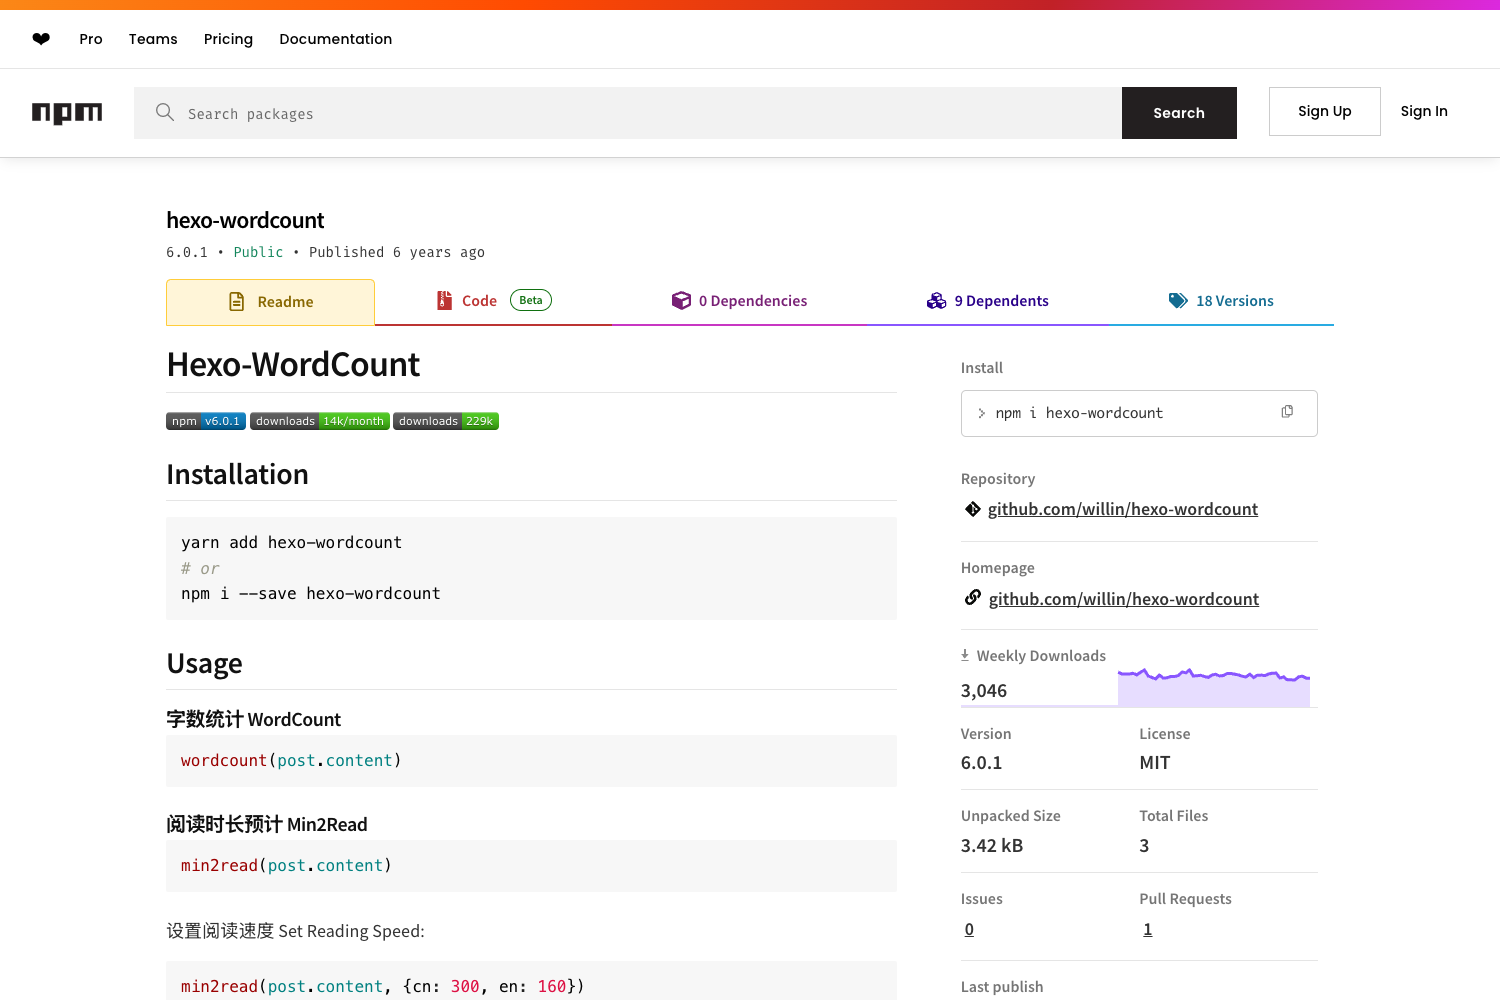 ❤ Pro Teams Pricing Documentation
npm Search packages Search Sign Up Sign In
hexo-wordcount
6.0.1 • Public • Published 6 years ago
Readme Code Beta 0 Dependencies 9 Dependents 18 Versions
Hexo-WordCount
npm v6.0.1 downloads 14k/month downloads 229k
Installation
yarn add hexo-wordcount
# or
npm i --save hexo-wordcount
Usage
字数统计 WordCount
wordcount(post.content)
阅读时长预计 Min2Read
min2read(post.content)
设置阅读速度 Set Reading Speed:
min2read(post.content, {cn: 300, en: 160})
Install
> npm i hexo-wordcount
Repository
github.com/willin/hexo-wordcount
Homepage
github.com/willin/hexo-wordcount
Weekly Downloads
3,046
Version License
6.0.1 MIT
Unpacked Size Total Files
3.42 kB 3
Issues Pull Requests
0 1
Last publish